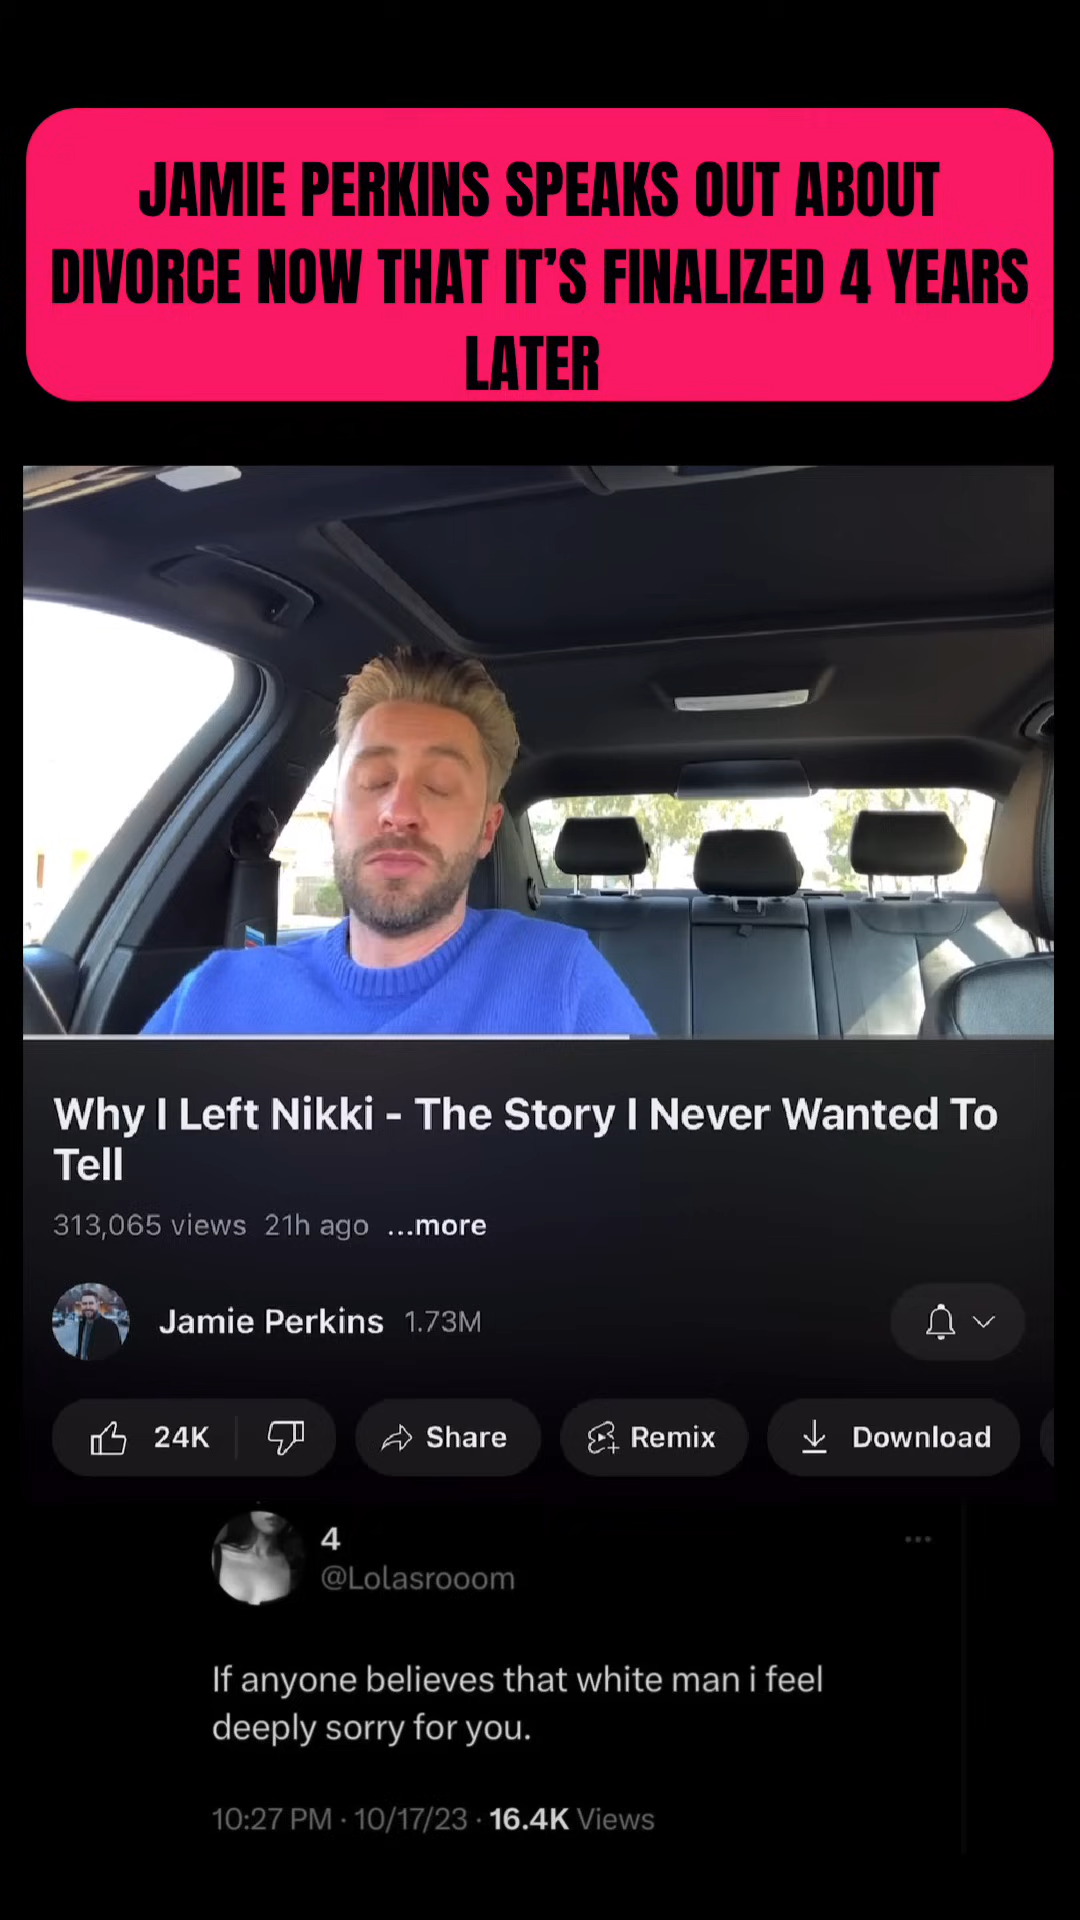 JAMIE PERKINS SPEAKS OUT ABOUT
DIVORCE NOW THAT IT’S FINALIZED 4 YEARS
LATER
Why I Left Nikki - The Story I Never Wanted To
Tell
313,065 views 21h ago ...more
Jamie Perkins 1.73M
24K Share Remix Download
4
@Lolasrooom
If anyone believes that white man i feel
deeply sorry for you.
10:27 PM · 10/17/23 · 16.4K Views